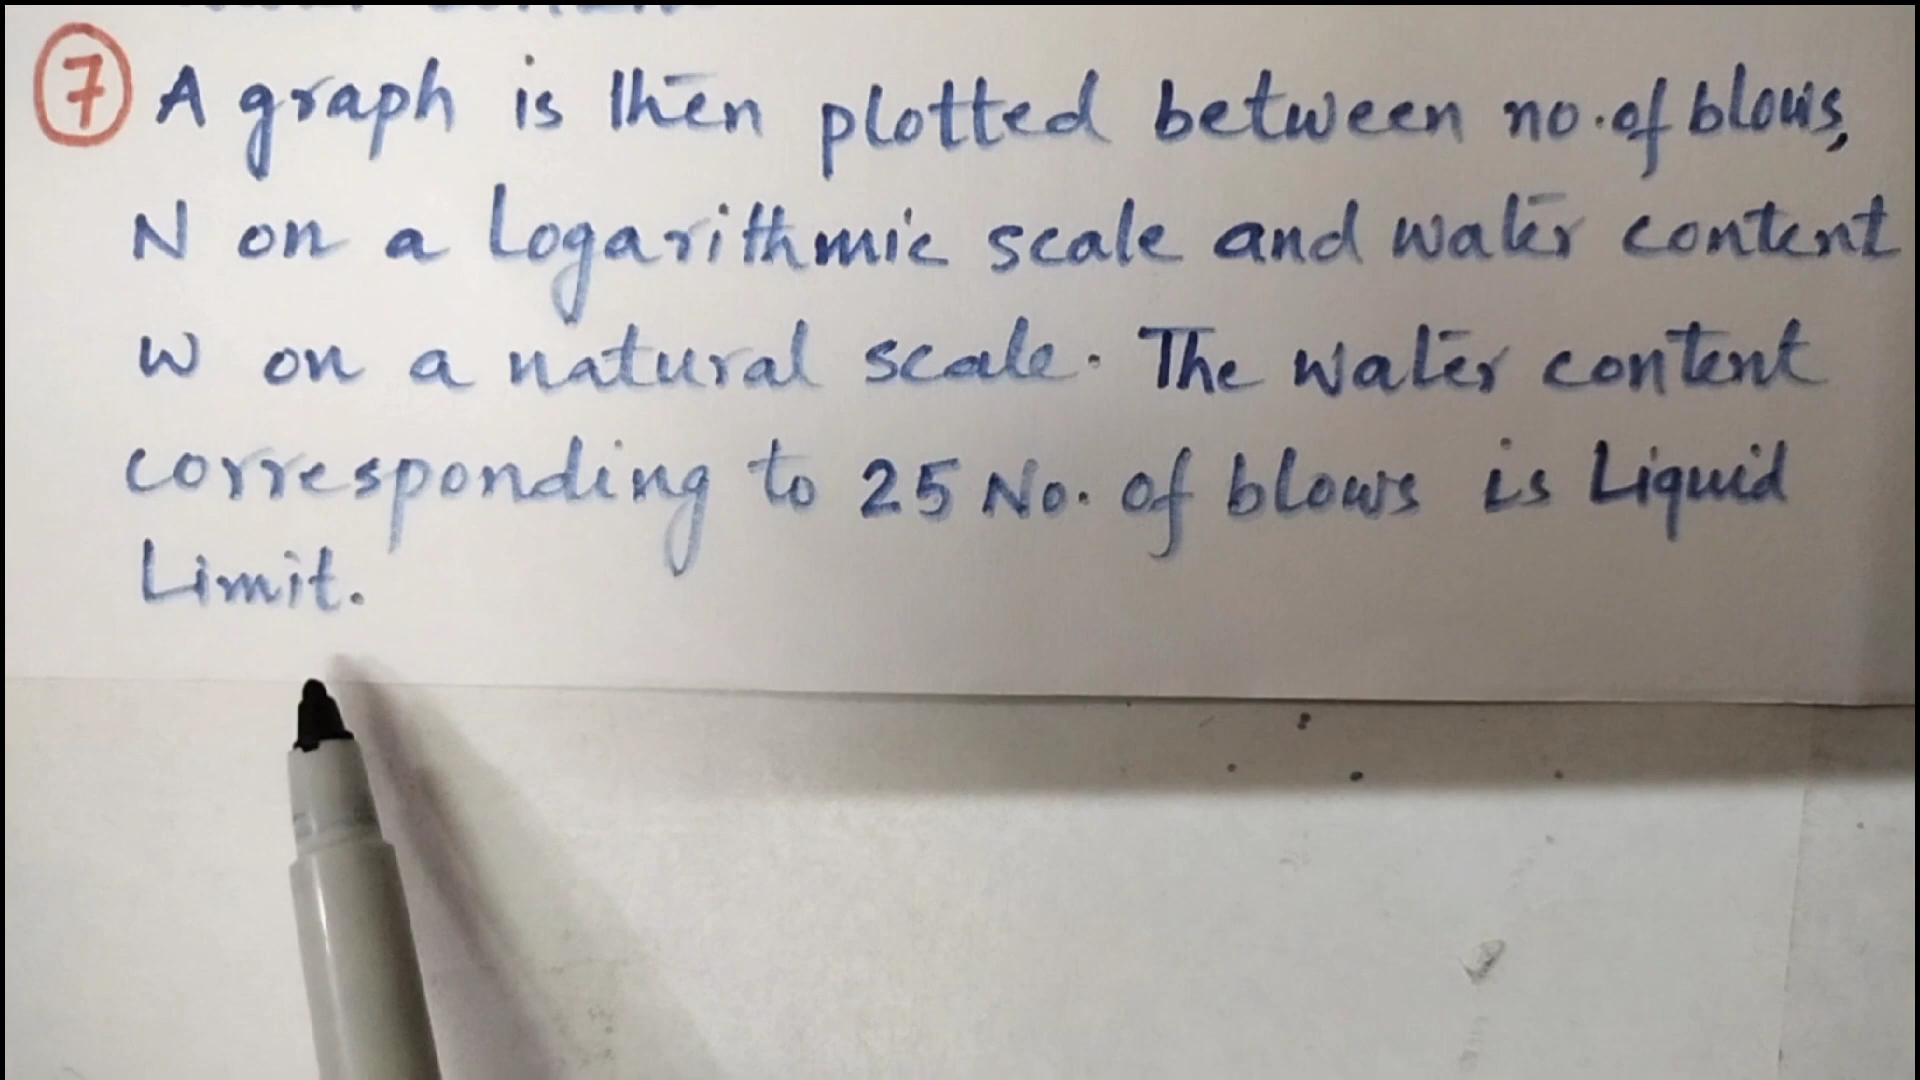 7 A graph is then plotted between no. of blows,
N on a Logarithmic scale and water content
w on a natural scale. The water content
corresponding to 25 No. of blows is Liquid
Limit.